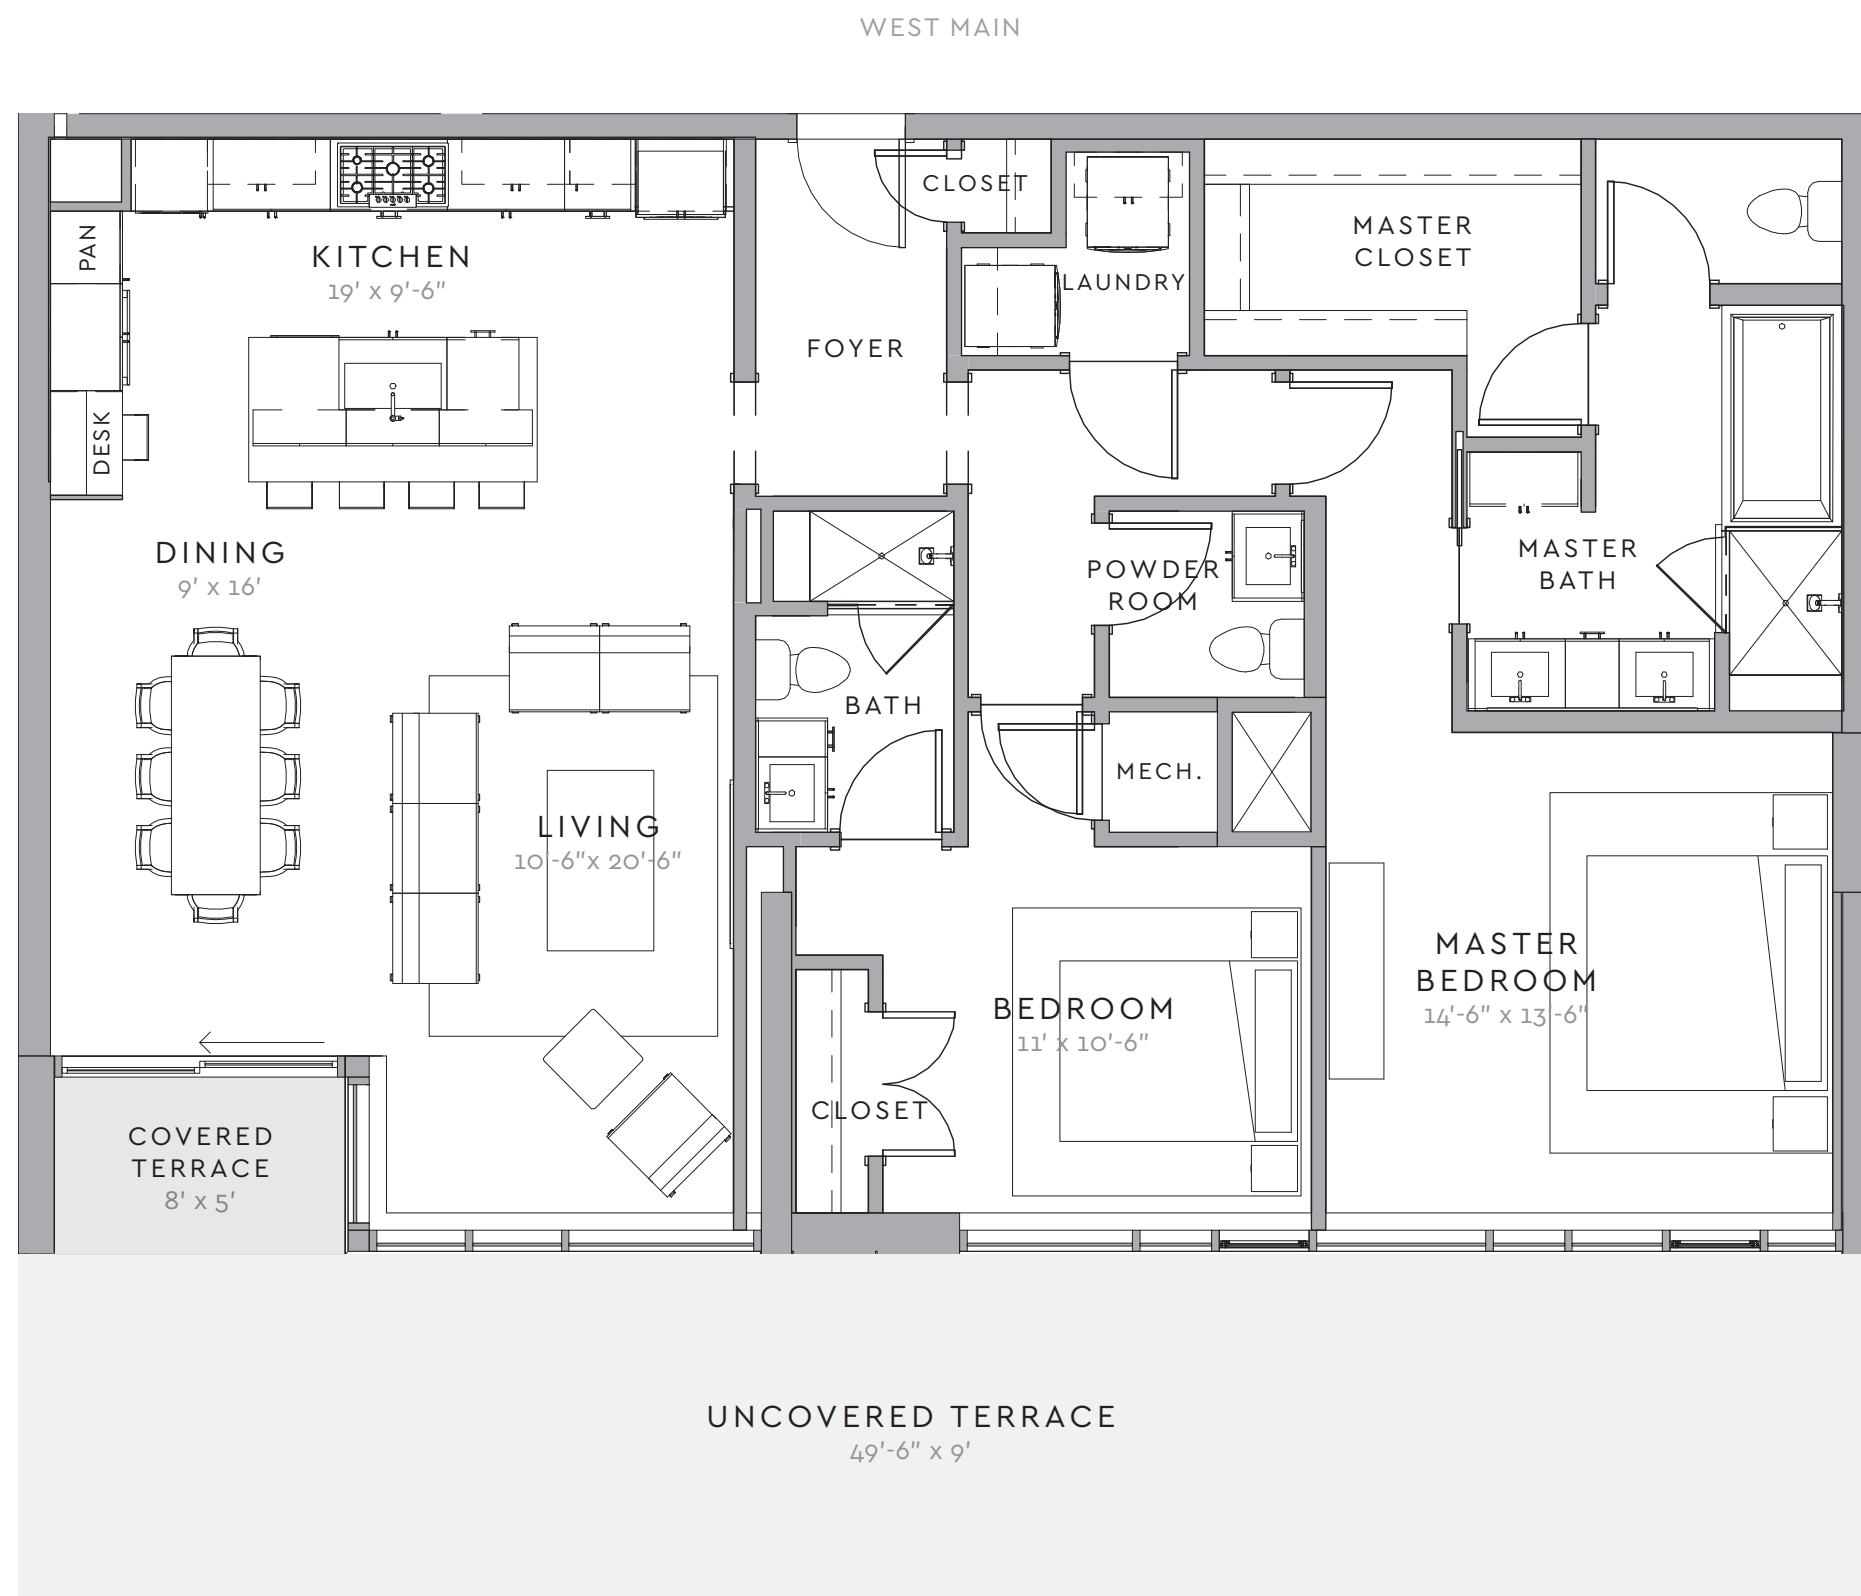 WEST MAIN
CLOSET
PAN
KITCHEN
19' x 9'-6"
LAUNDRY
MASTER
CLOSET
FOYER
DESK
DINING
9' x 16'
POWDER
ROOM
MASTER
BATH
BATH
MECH.
LIVING
10'-6"x 20'-6"
MASTER
BEDROOM
14'-6" x 13'-6"
BEDROOM
11' x 10'-6"
CLOSET
COVERED
TERRACE
8' x 5'
UNCOVERED TERRACE
49'-6" x 9'